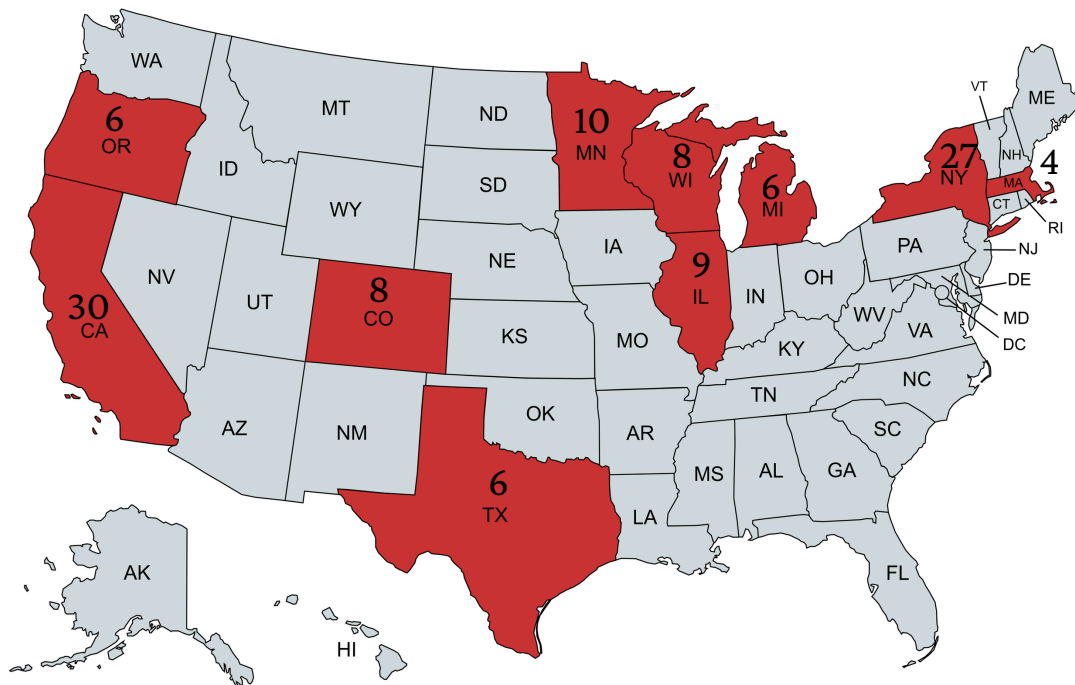 WA
MT
ND
VT
ME
6
OR
ID
10
MN
8
WI
27
NY
NH
4
MA
SD
WY
6
MI
CT
RI
IA
NE
PA
NJ
NV
UT
30
CA
8
CO
9
IL
IN
OH
DE
KS
MO
WV
VA
MD
DC
KY
NC
TN
AZ
NM
OK
AR
SC
6
TX
MS
AL
GA
LA
AK
FL
HI